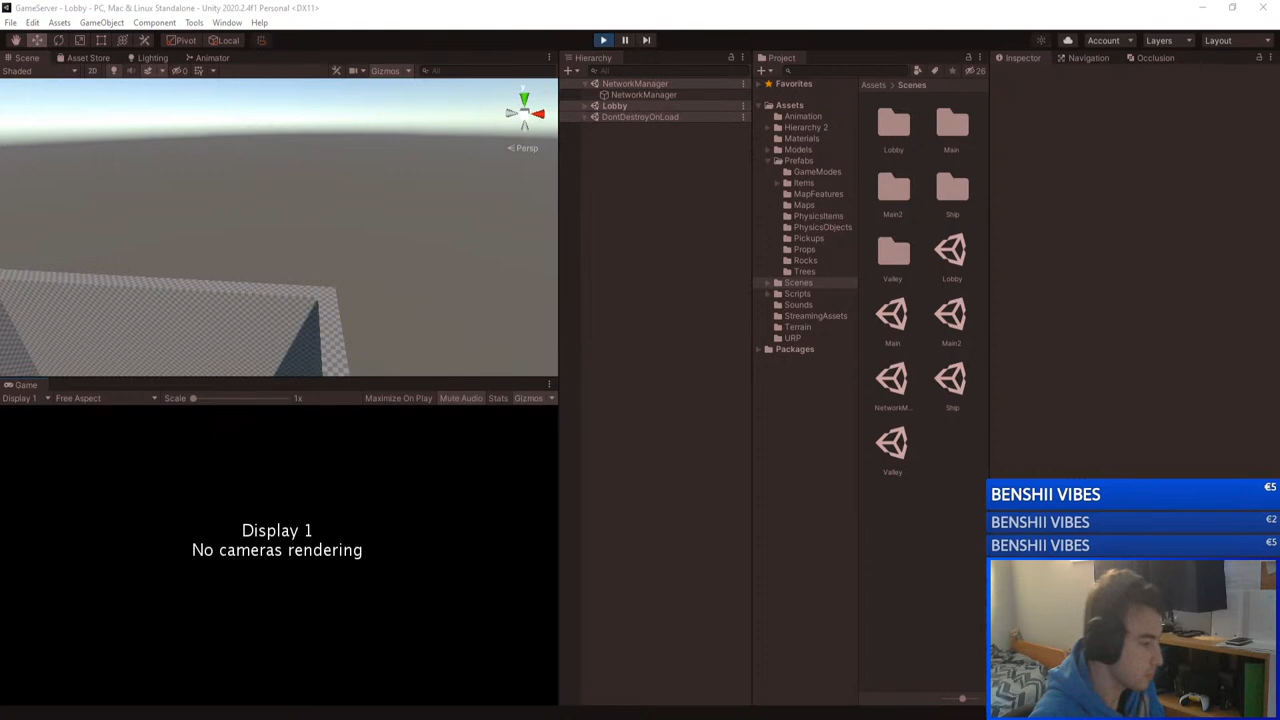 GameServer - Lobby - PC, Mac & Linux Standalone - Unity 2020.2.4f1 Personal <DX11>
File Edit Assets GameObject Component Tools Window Help
Pivot Local Account Layers Layout
Scene Asset Store Lighting Animator
Shaded 2D 0 Gizmos All
y
Persp
Game
Display 1 Free Aspect Scale 1x Maximize On Play Mute Audio Stats Gizmos
Display 1
No cameras rendering
Hierarchy
All
NetworkManager
NetworkManager
Lobby
DontDestroyOnLoad
Project
26
Favorites
Assets
Animation
Hierarchy 2
Materials
Models
Prefabs
GameModes
Items
MapFeatures
Maps
PhysicsItems
PhysicsObjects
Pickups
Props
Rocks
Trees
Scenes
Scripts
Sounds
StreamingAssets
Terrain
URP
Packages
Assets Scenes
Lobby Main
Main2 Ship
Valley Lobby
Main Main2
NetworkM... Ship
Valley
Inspector Navigation Occlusion
BENSHII VIBES €5
BENSHII VIBES €2
BENSHII VIBES €5